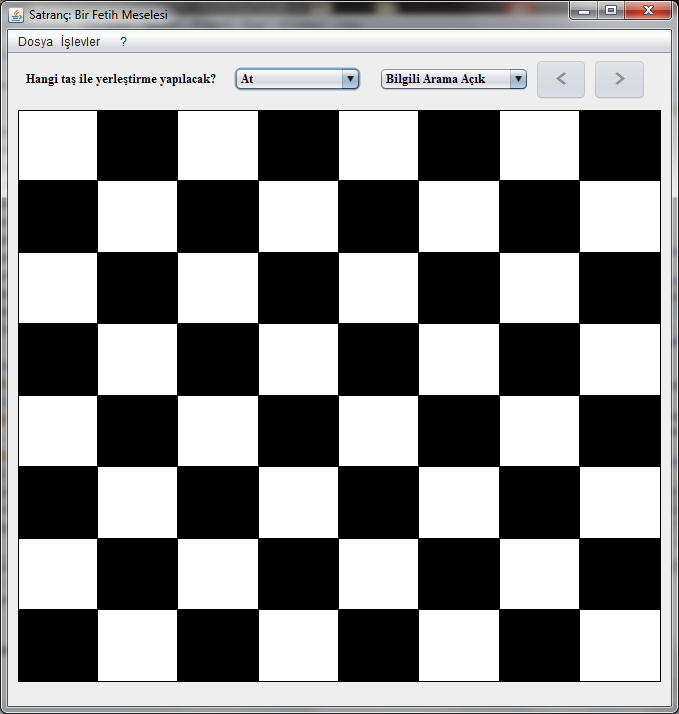 Satranç: Bir Fetih Meselesi
Dosya İşlevler ?
Hangi taş ile yerleştirme yapılacak? At Bilgili Arama Açık < >